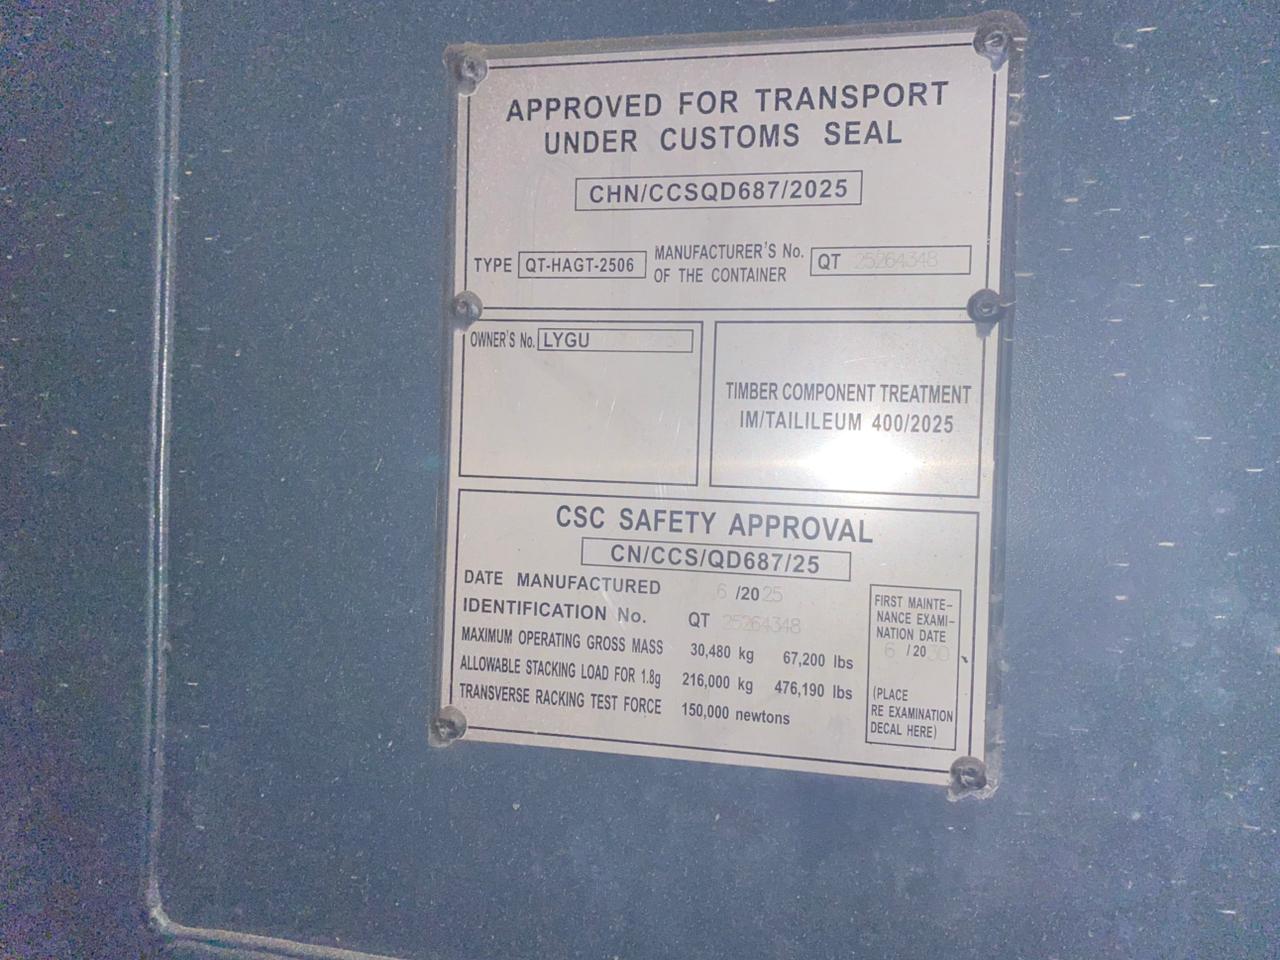 APPROVED FOR TRANSPORT
UNDER CUSTOMS SEAL
CHN/CCSQD687/2025
TYPE QT-HAGT-2506 MANUFACTURER'S No. OF THE CONTAINER QT 25264348
OWNER'S No. LYGU
TIMBER COMPONENT TREATMENT
IM/TAILILEUM 400/2025
CSC SAFETY APPROVAL
CN/CCS/QD687/25
DATE MANUFACTURED 6 /2025
IDENTIFICATION No. QT 25264348
MAXIMUM OPERATING GROSS MASS 30,480 kg 67,200 lbs
ALLOWABLE STACKING LOAD FOR 1.8g 216,000 kg 476,190 lbs
TRANSVERSE RACKING TEST FORCE 150,000 newtons
FIRST MAINTE-
NANCE EXAMI-
NATION DATE
6 /2030
(PLACE
RE EXAMINATION
DECAL HERE)